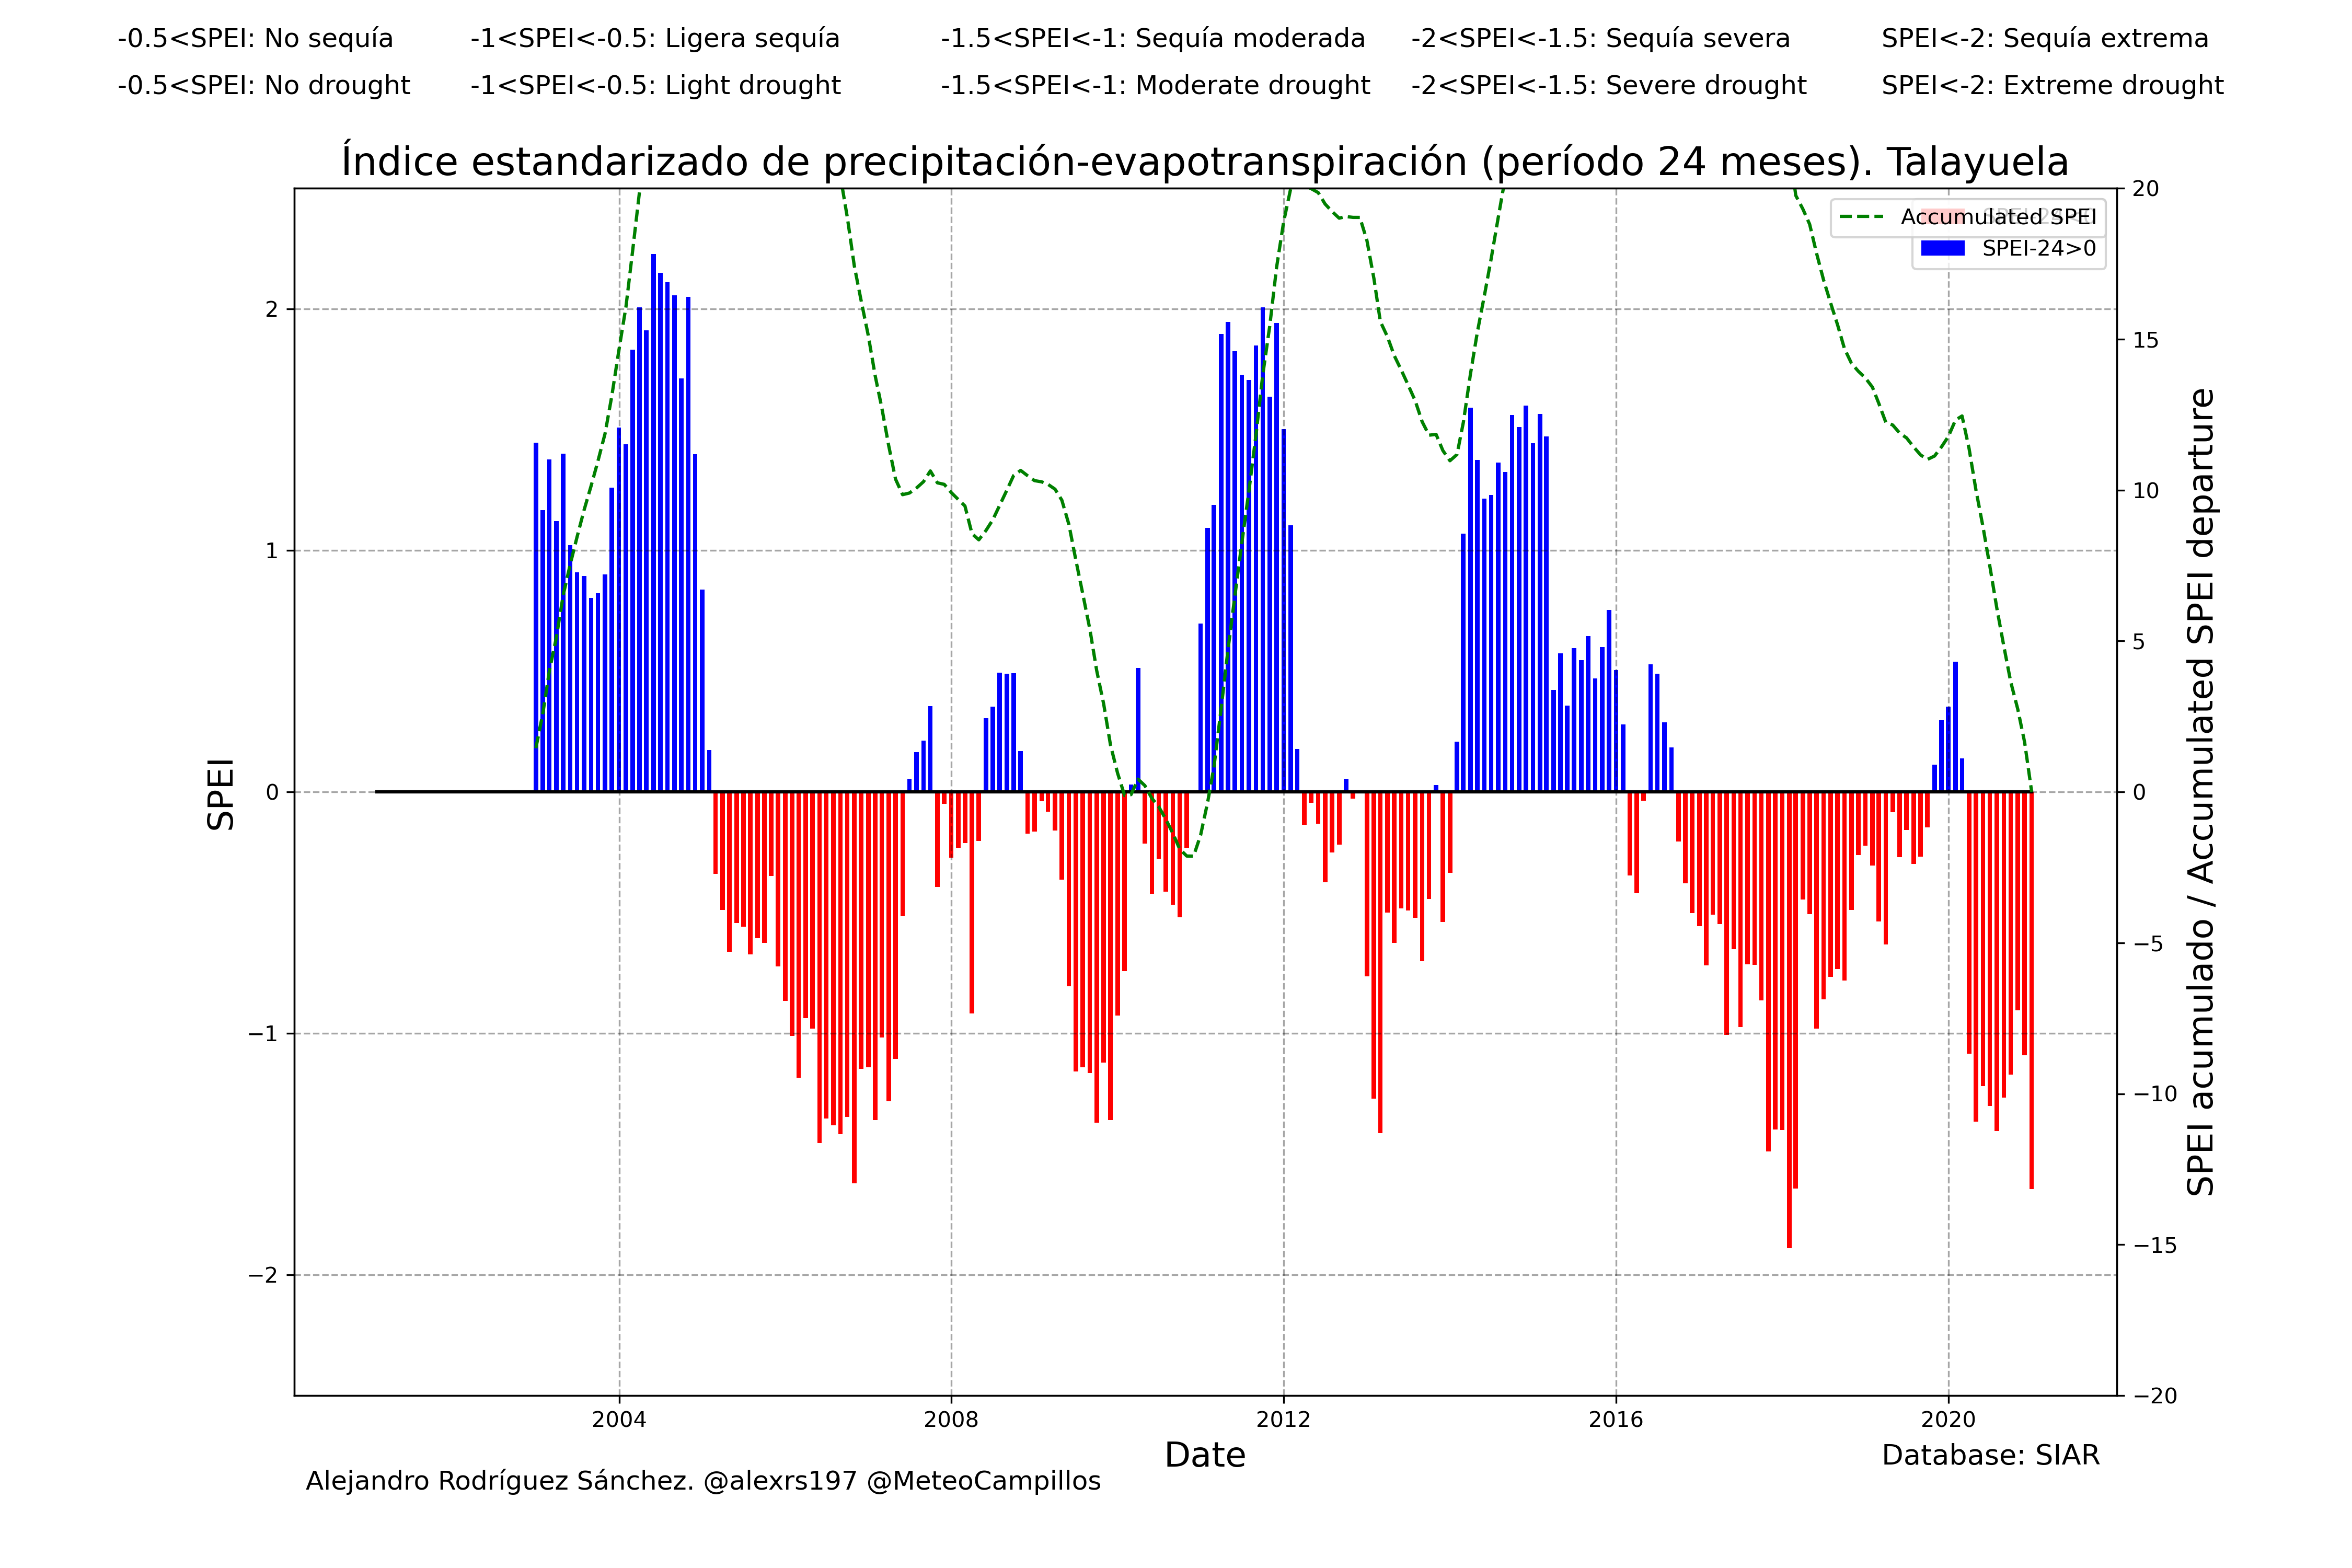 -0.5<SPEI: No sequía -1<SPEI<-0.5: Ligera sequía -1.5<SPEI<-1: Sequía moderada -2<SPEI<-1.5: Sequía severa SPEI<-2: Sequía extrema
-0.5<SPEI: No drought -1<SPEI<-0.5: Light drought -1.5<SPEI<-1: Moderate drought -2<SPEI<-1.5: Severe drought SPEI<-2: Extreme drought
Índice estandarizado de precipitación-evapotranspiración (período 24 meses). Talayuela
Accumulated SPEI
SPEI-24>0
SPEI
2
1
0
−1
−2
20
15
10
5
0
−5
−10
−15
−20
SPEI acumulado / Accumulated SPEI departure
2004 2008 2012 2016 2020
Date
Database: SIAR
Alejandro Rodríguez Sánchez. @alexrs197 @MeteoCampillos